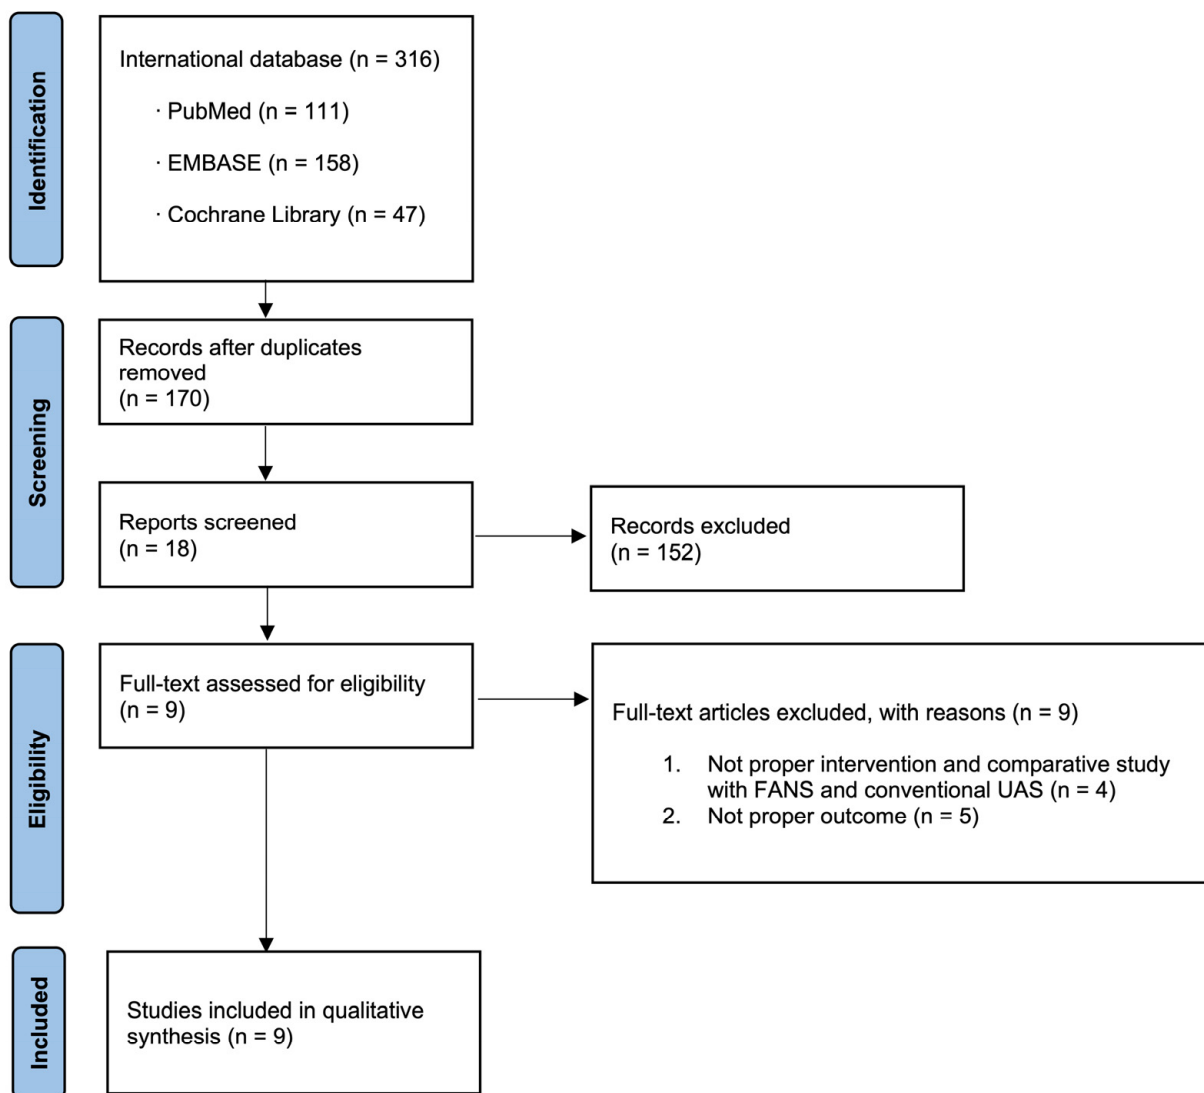 Identification
International database (n = 316)
· PubMed (n = 111)
· EMBASE (n = 158)
· Cochrane Library (n = 47)
Screening
Records after duplicates
removed
(n = 170)
Reports screened
(n = 18)
Records excluded
(n = 152)
Eligibility
Full-text assessed for eligibility
(n = 9)
Full-text articles excluded, with reasons (n = 9)
1. Not proper intervention and comparative study
with FANS and conventional UAS (n = 4)
2. Not proper outcome (n = 5)
Included
Studies included in qualitative
synthesis (n = 9)